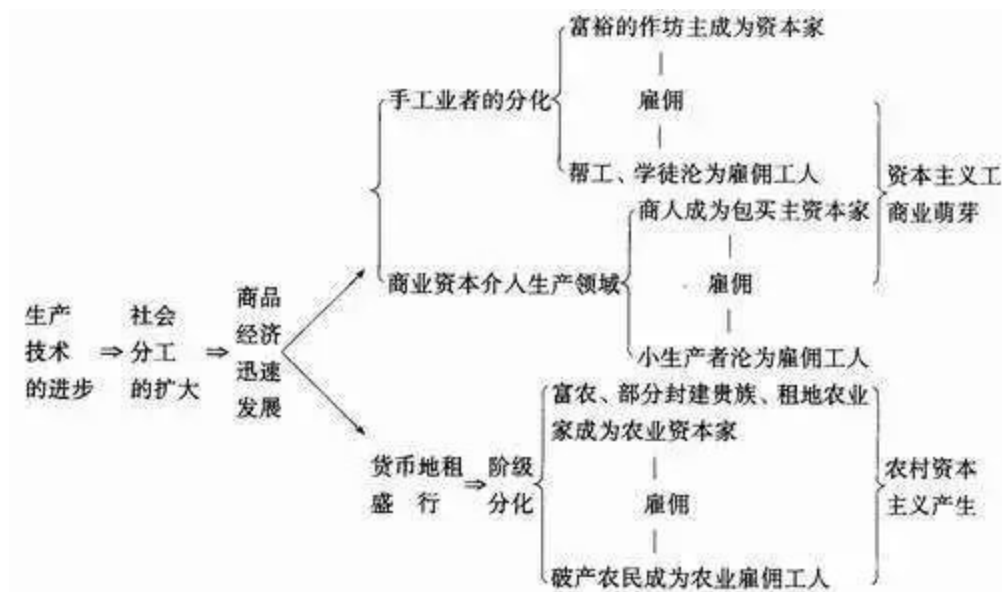 富裕的作坊主成为资本家
手工业者的分化
雇佣
帮工、学徒沦为雇佣工人
资本主义工
商业萌芽
商人成为包买主资本家
商业资本介人生产领域
雇佣
小生产者沦为雇佣工人
生产
技术
的进步
⇒
社会
分工
的扩大
⇒
商品
经济
迅速
发展
货币地租
盛 行
⇒
阶级
分化
富农、部分封建贵族、租地农业
家成为农业资本家
雇佣
破产农民成为农业雇佣工人
农村资本
主义产生